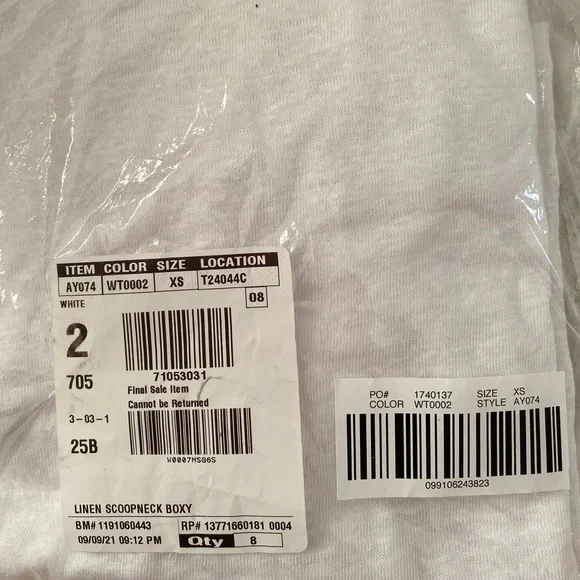 ITEM COLOR SIZE LOCATION
AY074 WT0002 XS T24044C
WHITE 08
2
71053031
705
Final Sale Item
Cannot be Returned
3-03-1
25B
W0007MSG6S
LINEN SCOOPNECK BOXY
BM# 1191060443 RP# 13771660181 0004
09/09/21 09:12 PM Qty 8
PO# 1740137 SIZE XS
COLOR WT0002 STYLE AY074
099106243823